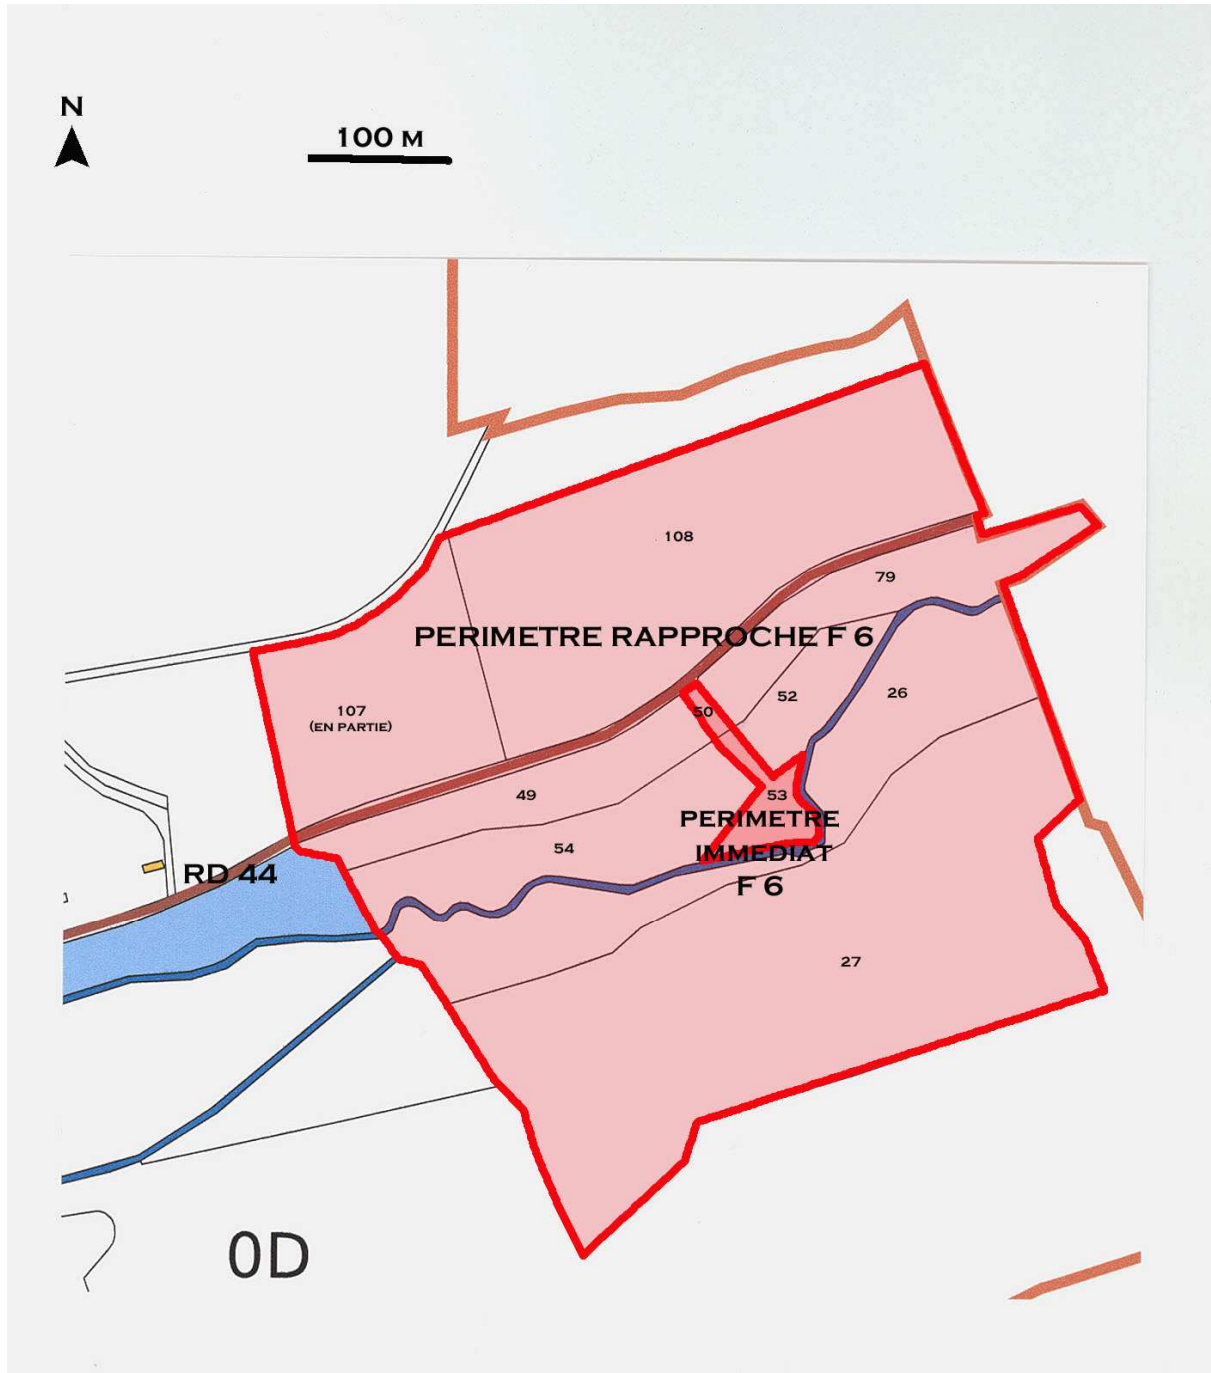 N
100 M
108
79
PERIMETRE RAPPROCHE F 6
52
26
50
107
(EN PARTIE)
49
53
PERIMETRE
IMMEDIAT
F 6
54
RD 44
27
0D